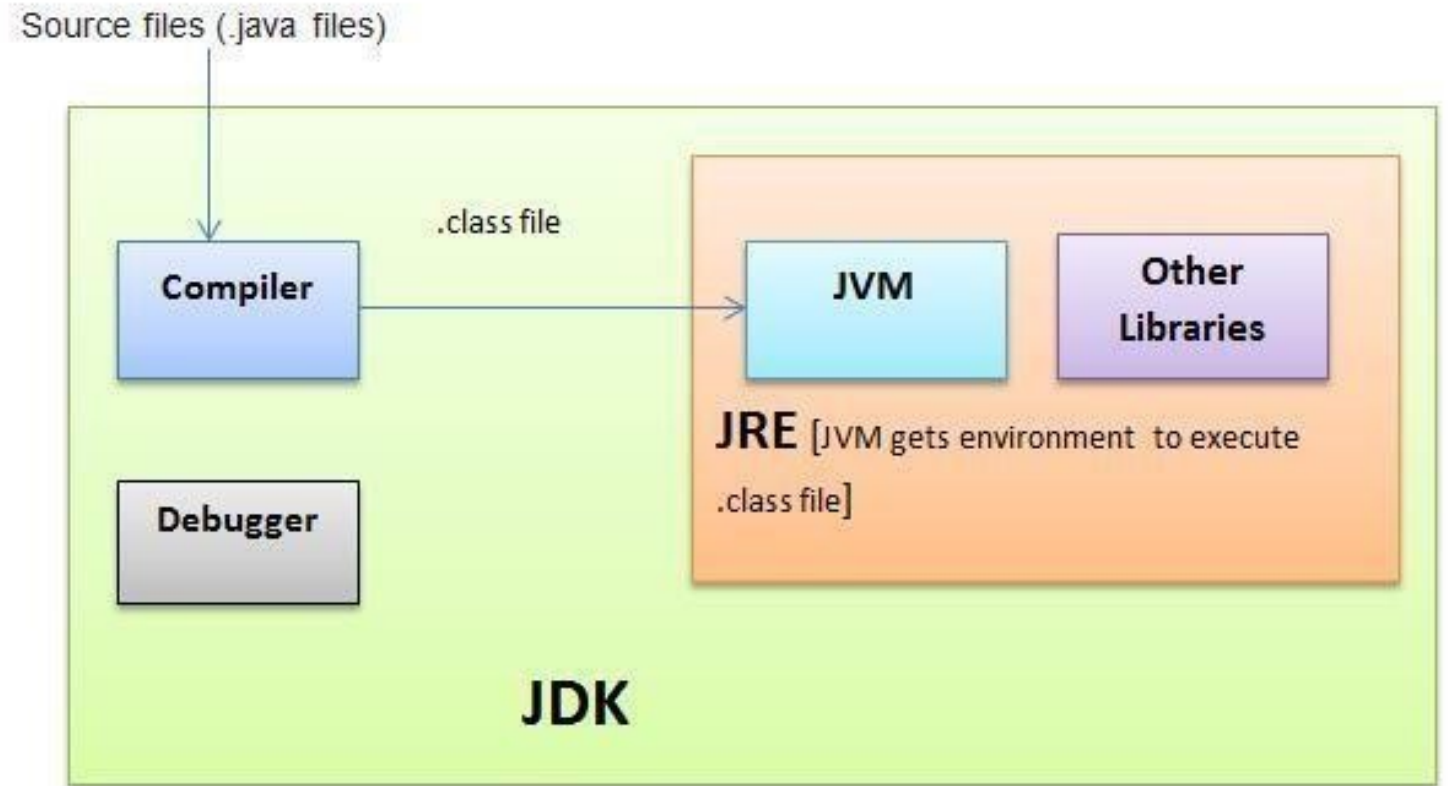 Source files (.java files)
.class file
Compiler
JVM
Other
Libraries
JRE [JVM gets environment to execute
.class file]
Debugger
JDK